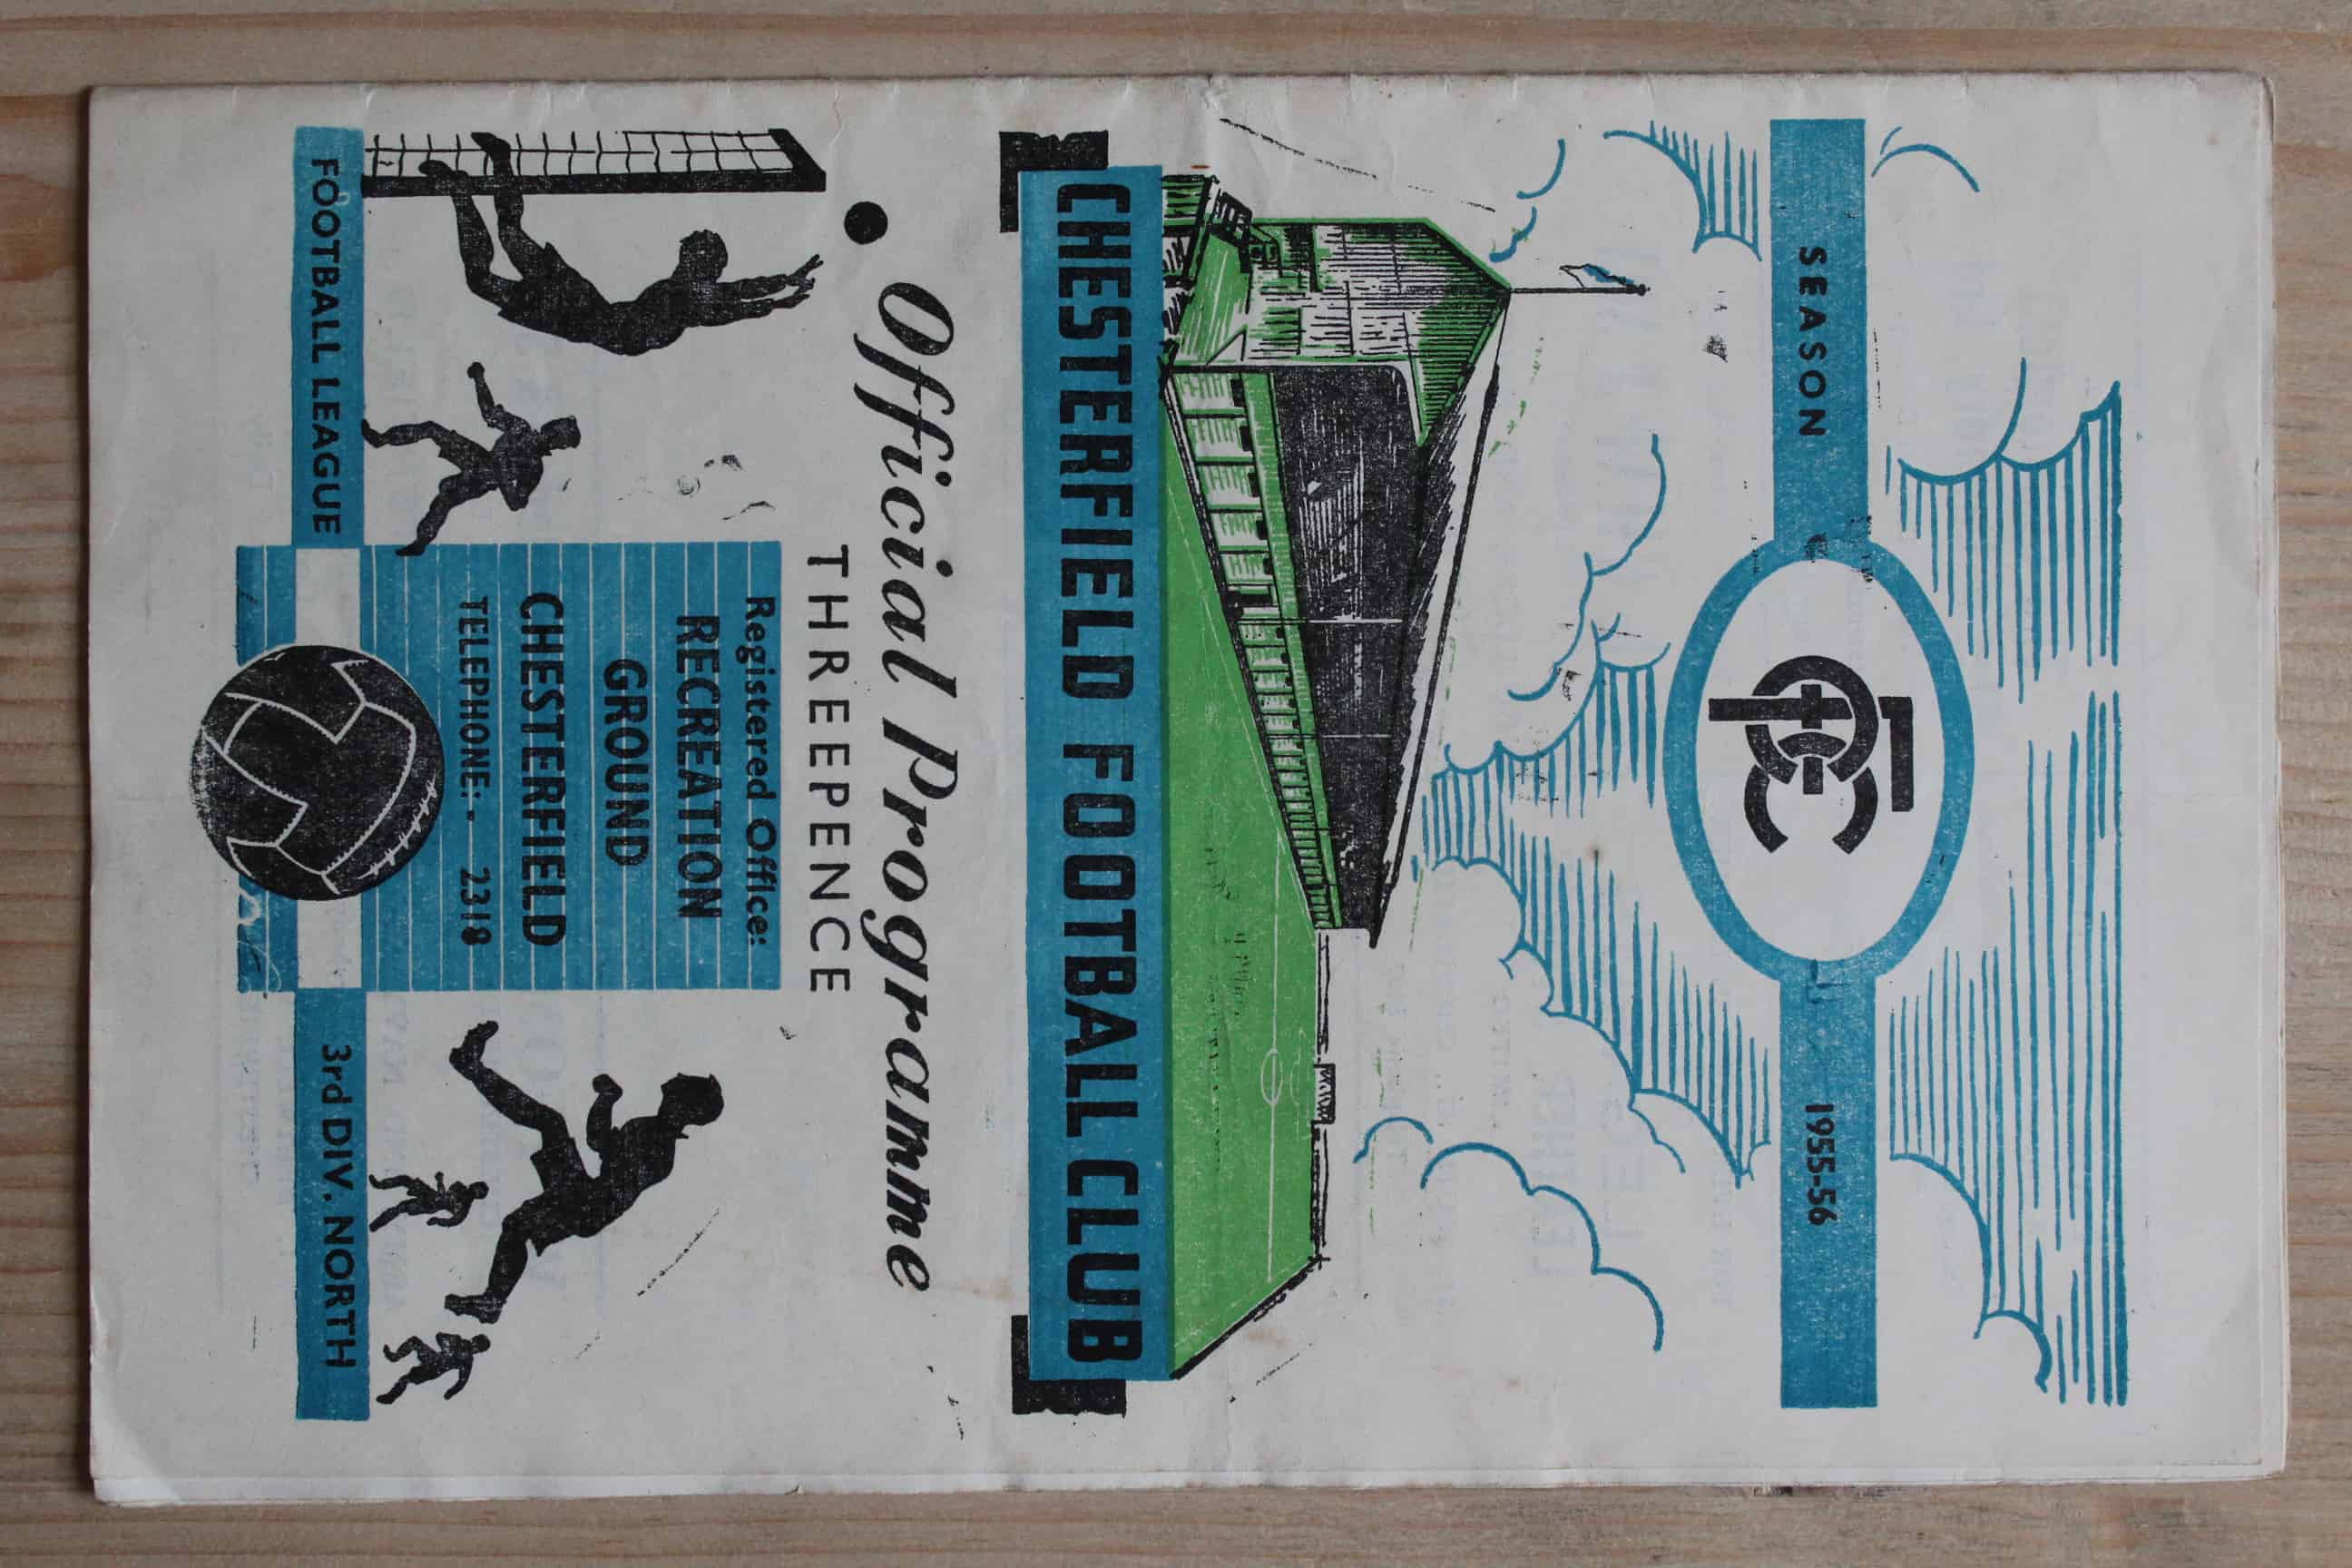 SEASON 1955-56
CFC
CHESTERFIELD FOOTBALL CLUB
Official Programme
THREEPENCE
Registered Office:
RECREATION
GROUND
CHESTERFIELD
TELEPHONE:- 2318
FOOTBALL LEAGUE 3rd DIV. NORTH